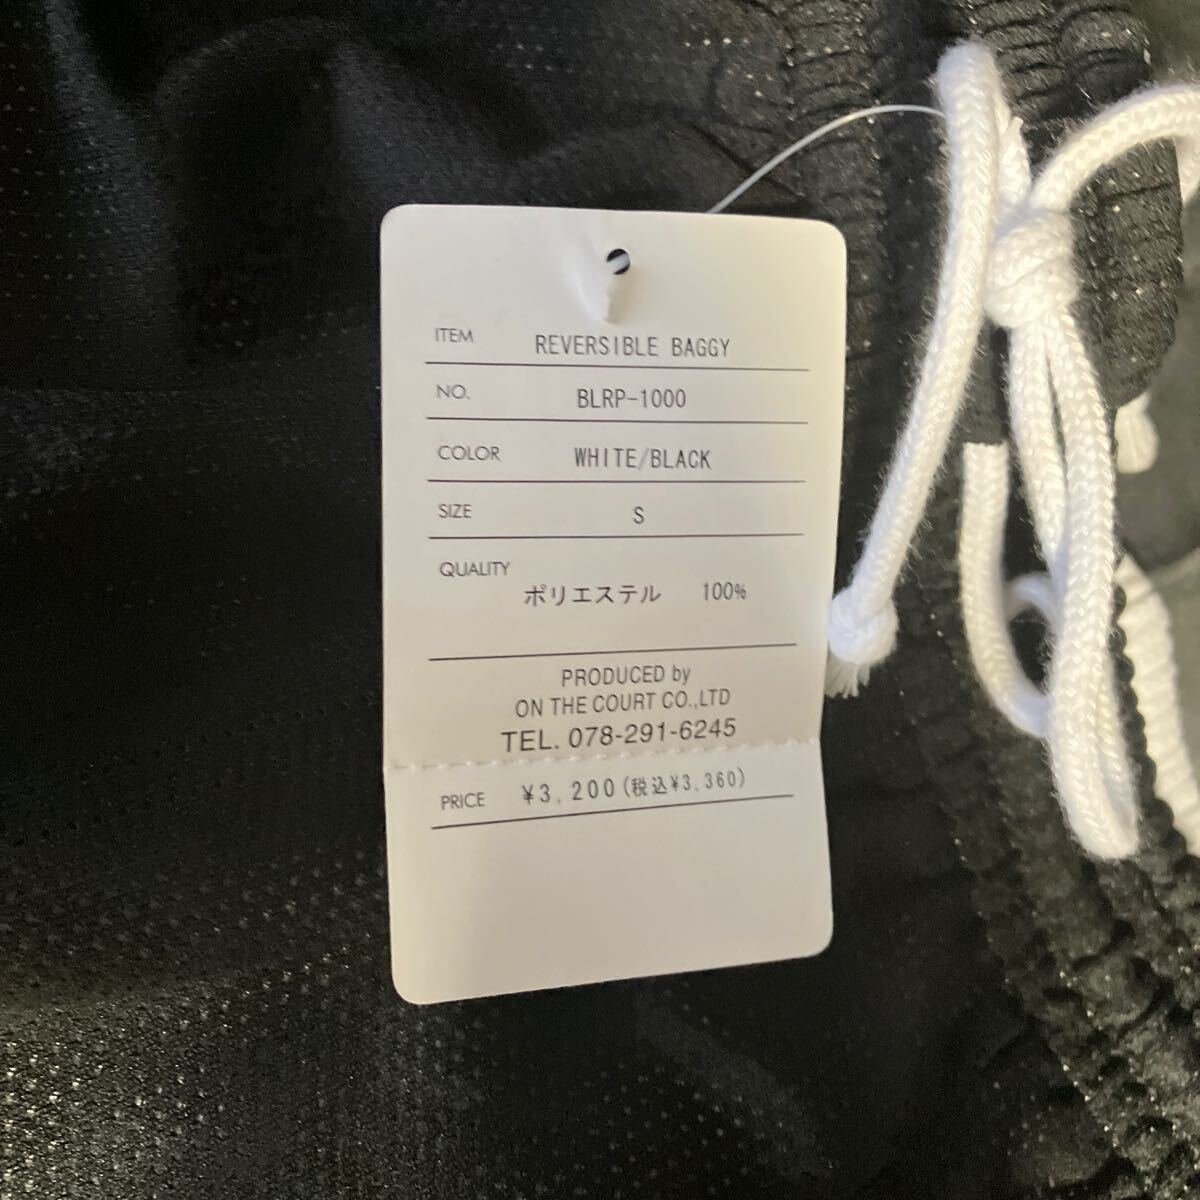 ITEM REVERSIBLE BAGGY
NO. BLRP-1000
COLOR WHITE/BLACK
SIZE S
QUALITY
ポリエステル 100%
PRODUCED by
ON THE COURT CO.,LTD
TEL. 078-291-6245
PRICE ¥3,200(税込¥3,360)